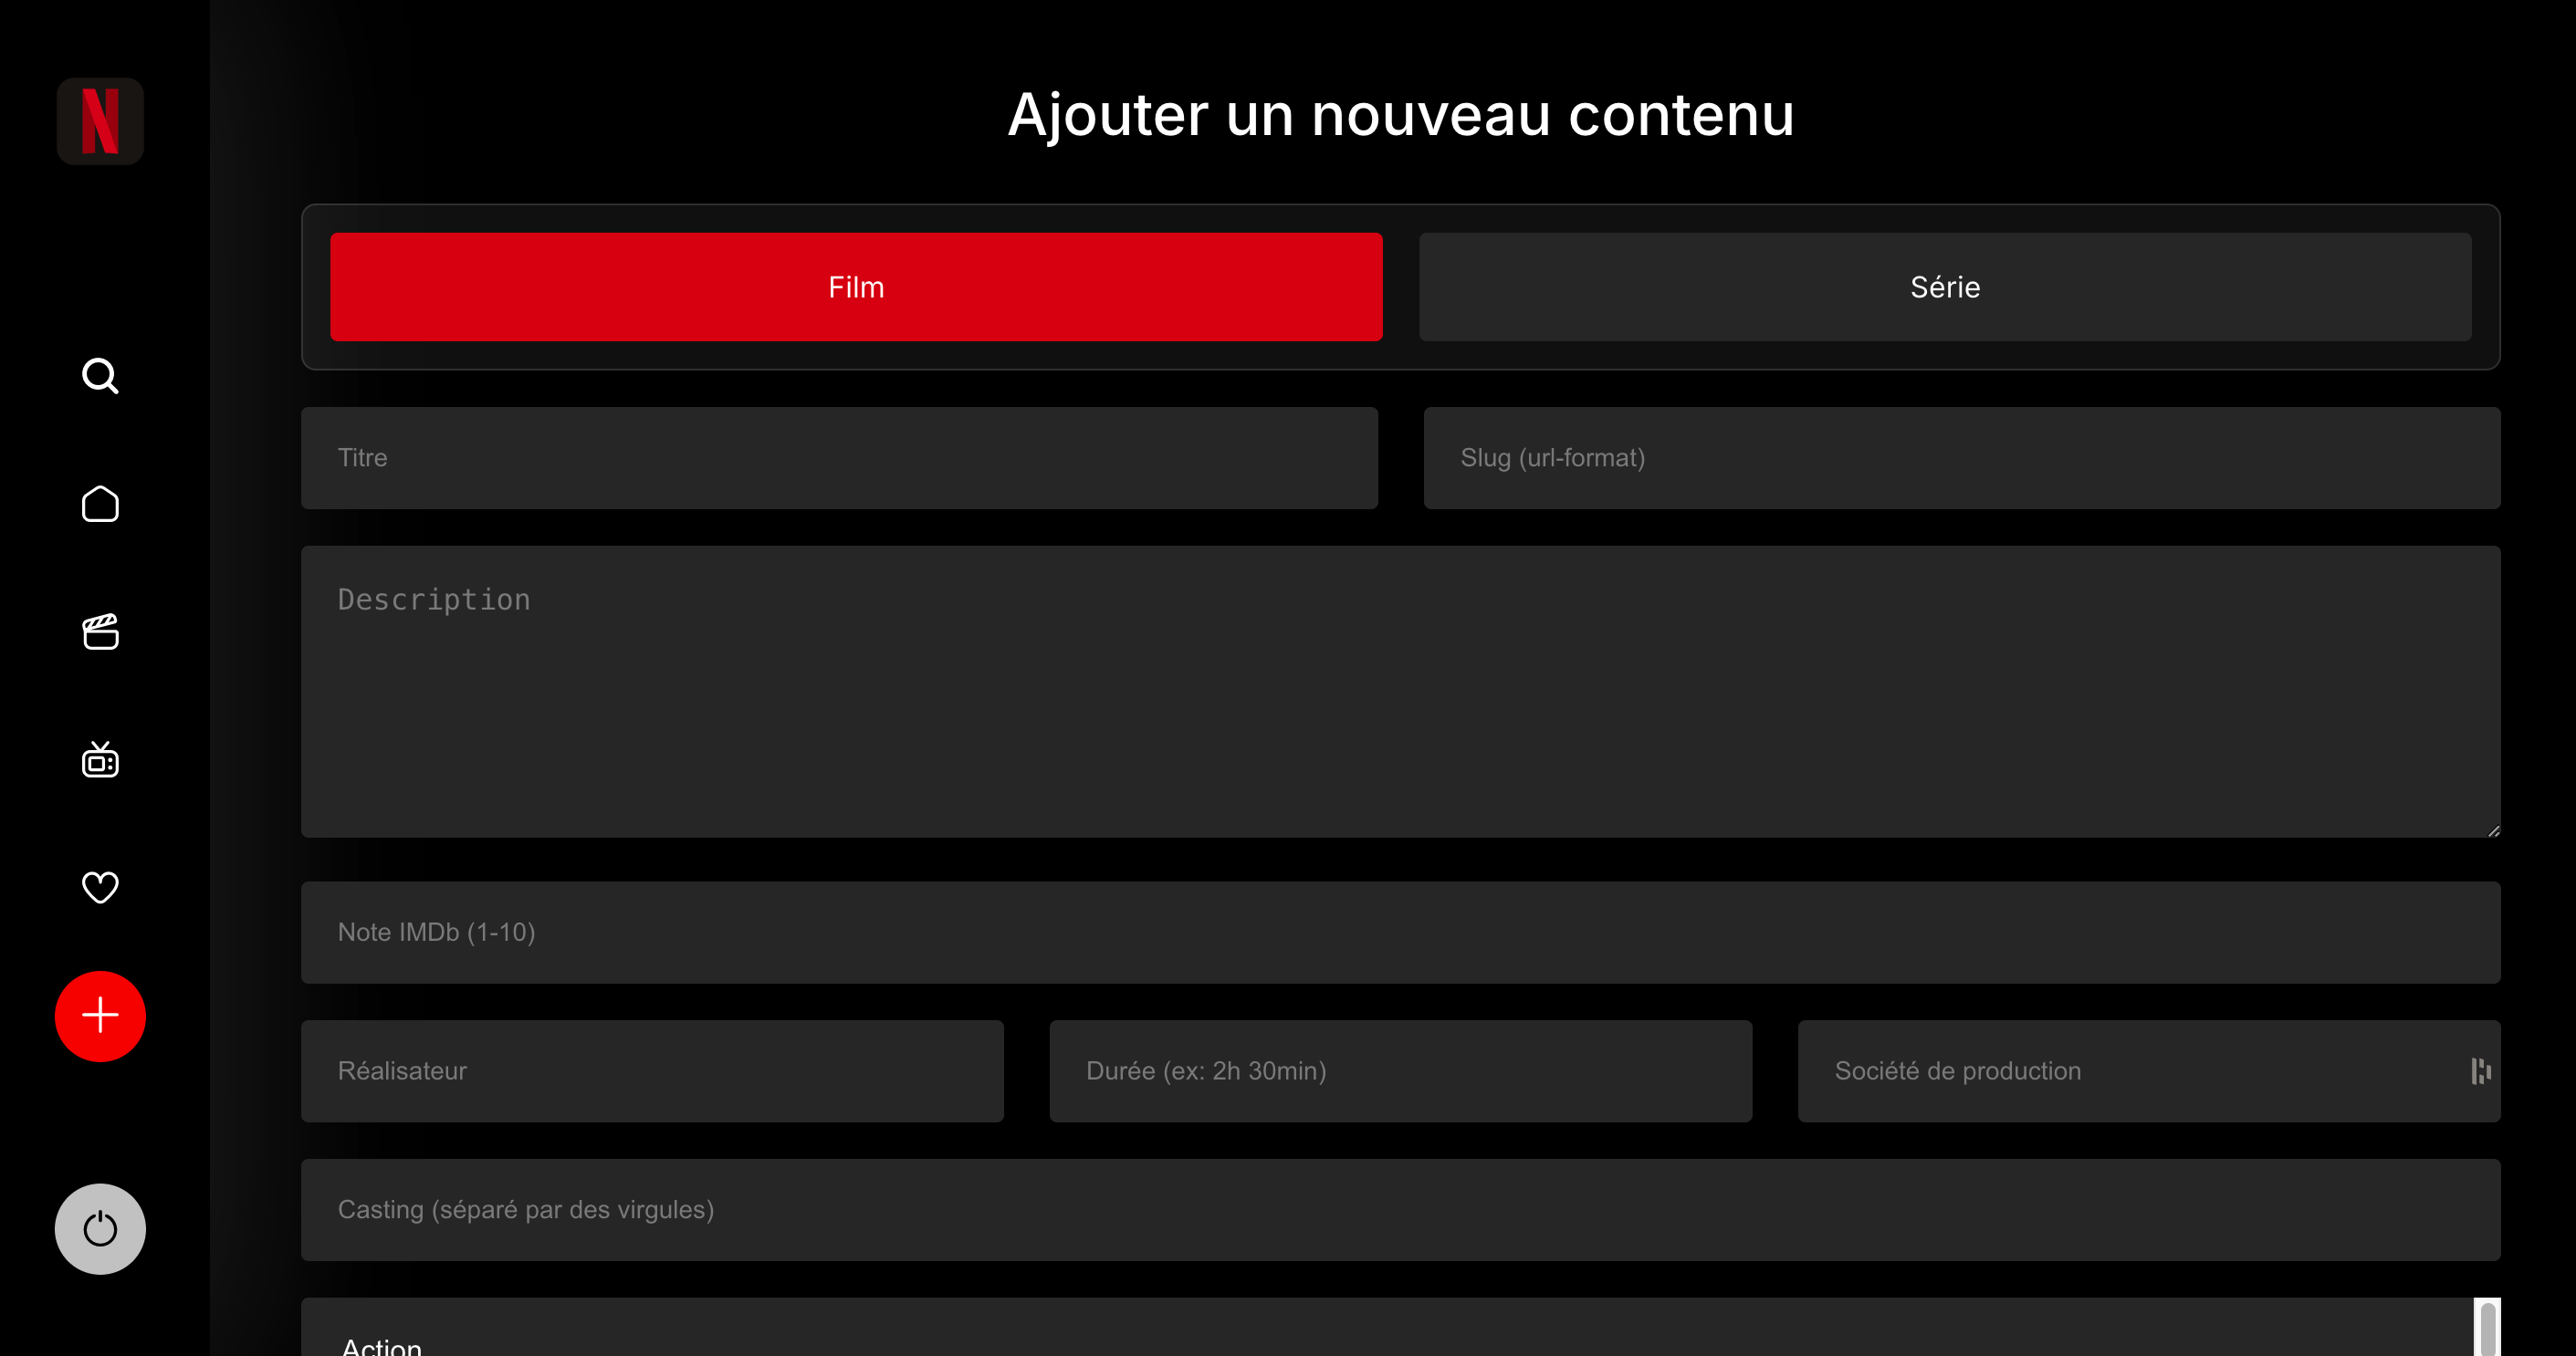 N
Ajouter un nouveau contenu
Film
Série
Titre
Slug (url-format)
Description
Note IMDb (1-10)
Réalisateur
Durée (ex: 2h 30min)
Société de production
Casting (séparé par des virgules)
Action